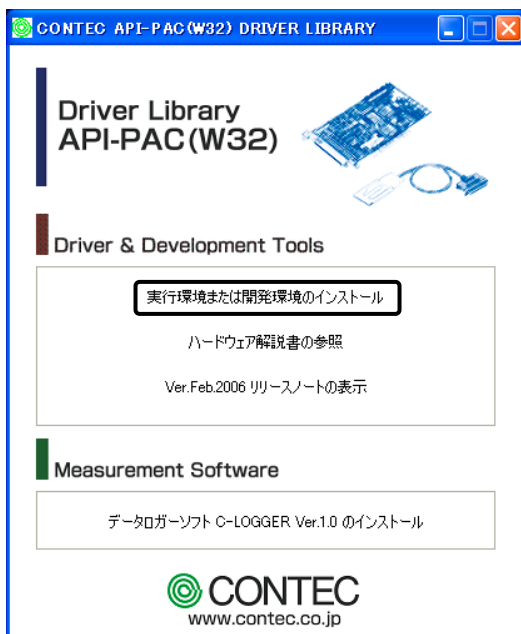 CONTEC API-PAC(W32) DRIVER LIBRARY
Driver Library
API-PAC(W32)
Driver & Development Tools
実行環境または開発環境のインストール
ハードウェア解説書の参照
Ver.Feb.2006 リリースノートの表示
Measurement Software
データロガーソフト C-LOGGER Ver.1.0 のインストール
CONTEC
www.contec.co.jp